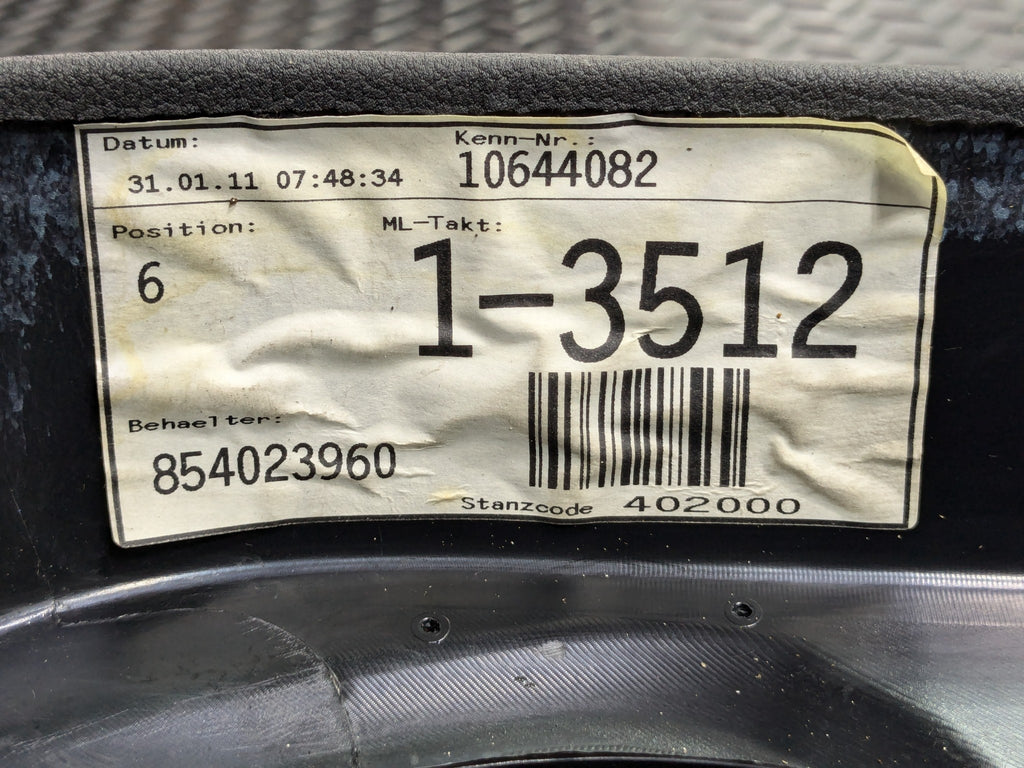 Datum: Kenn-Nr.:
31.01.11 07:48:34 10644082
Position: ML-Takt:
6 1-3512
Behaelter:
854023960
Stanzcode 402000